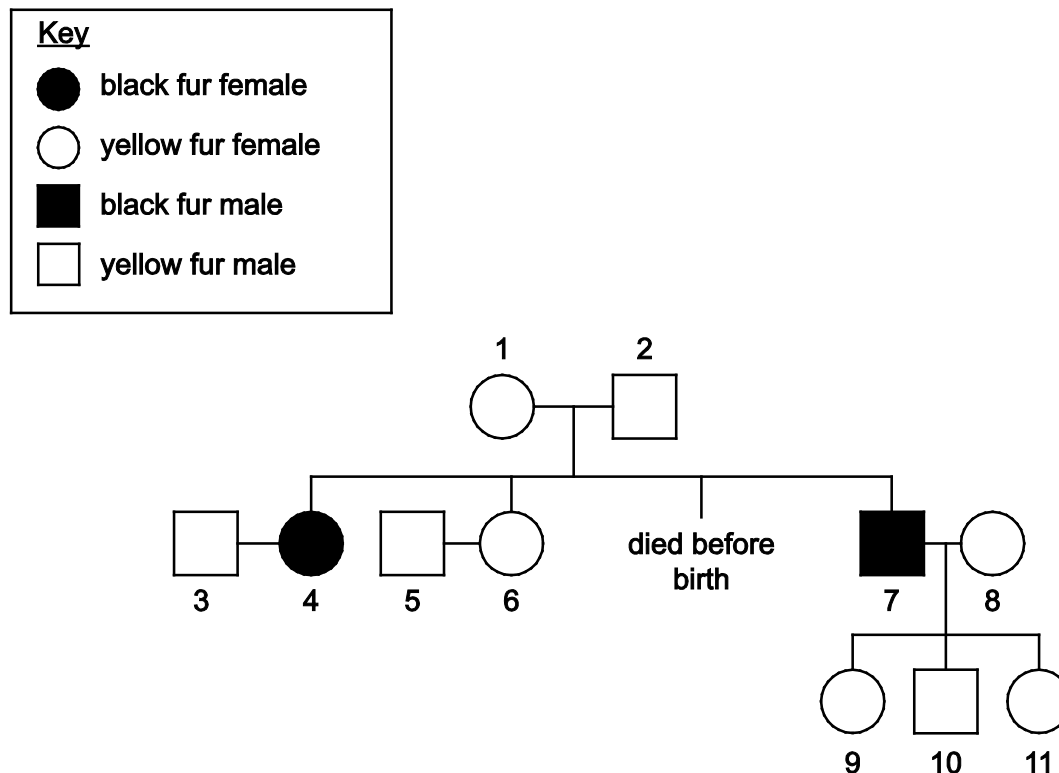 Key
black fur female
yellow fur female
black fur male
yellow fur male
1 2
died before
birth
3 4 5 6 7 8
9 10 11